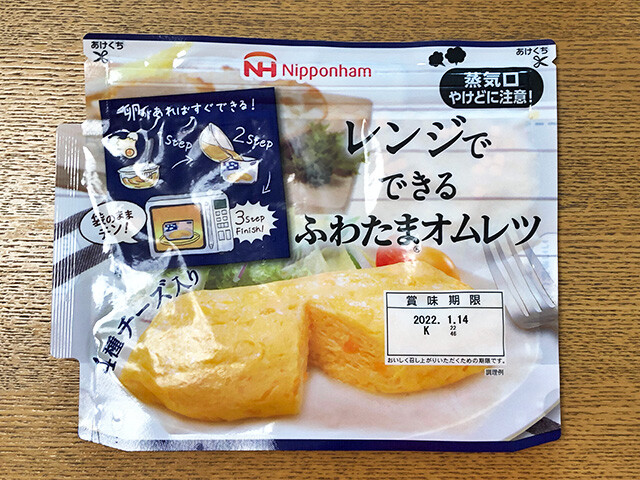 あけくち
あけくち
NH Nipponham
蒸気口
やけどに注意!
卵があればすぐできる!
1Step
2Step
袋のまま
チン!
3Step
Finish!
レンジで
できる
ふわたまオムレツ
4種チーズ入り
賞味期限
2022. 1.14
K
22
46
おいしく召し上がりいただくための期限です。
調理例